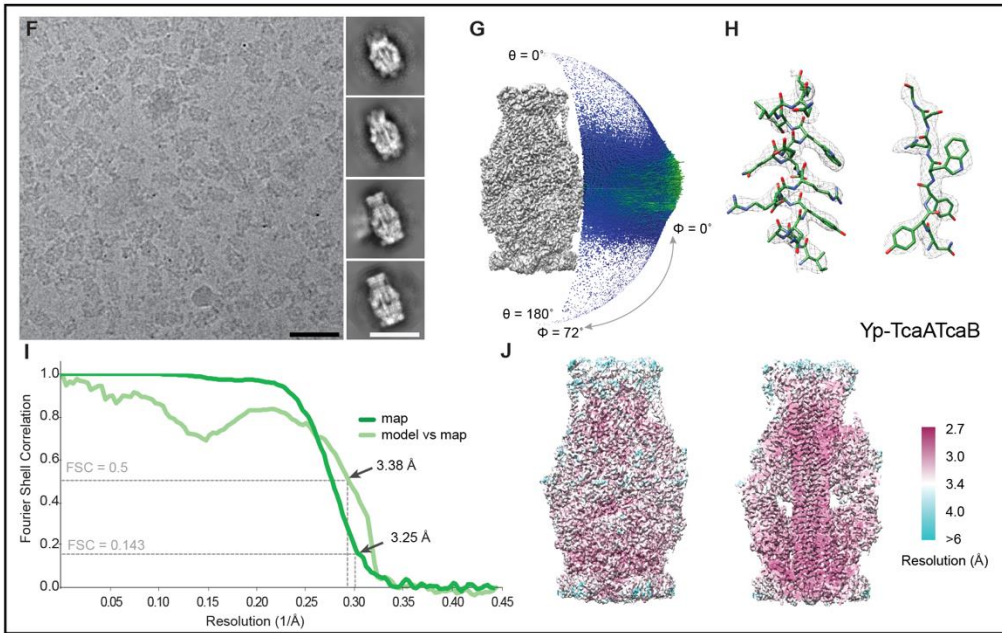 F
G
θ = 0˚
Φ = 0˚
θ = 180˚
Φ = 72˚
H
Yp-TcaATcaB
I
1.0
0.8
0.6
0.4
0.2
0.0
Fourier Shell Correlation
map
model vs map
FSC = 0.5
3.38 Å
FSC = 0.143
3.25 Å
0.05
0.10
0.15
0.20
0.25
0.30
0.35
0.40
0.45
Resolution (1/Å)
J
2.7
3.0
3.4
4.0
>6
Resolution (Å)